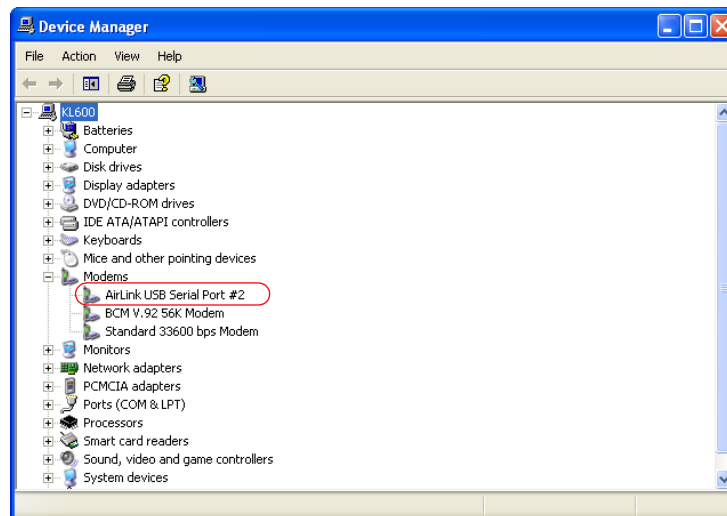 Device Manager
File Action View Help
KL600
Batteries
Computer
Disk drives
Display adapters
DVD/CD-ROM drives
IDE ATA/ATAPI controllers
Keyboards
Mice and other pointing devices
Modems
AirLink USB Serial Port #2
BCM V.92 56K Modem
Standard 33600 bps Modem
Monitors
Network adapters
PCMCIA adapters
Ports (COM & LPT)
Processors
Smart card readers
Sound, video and game controllers
System devices